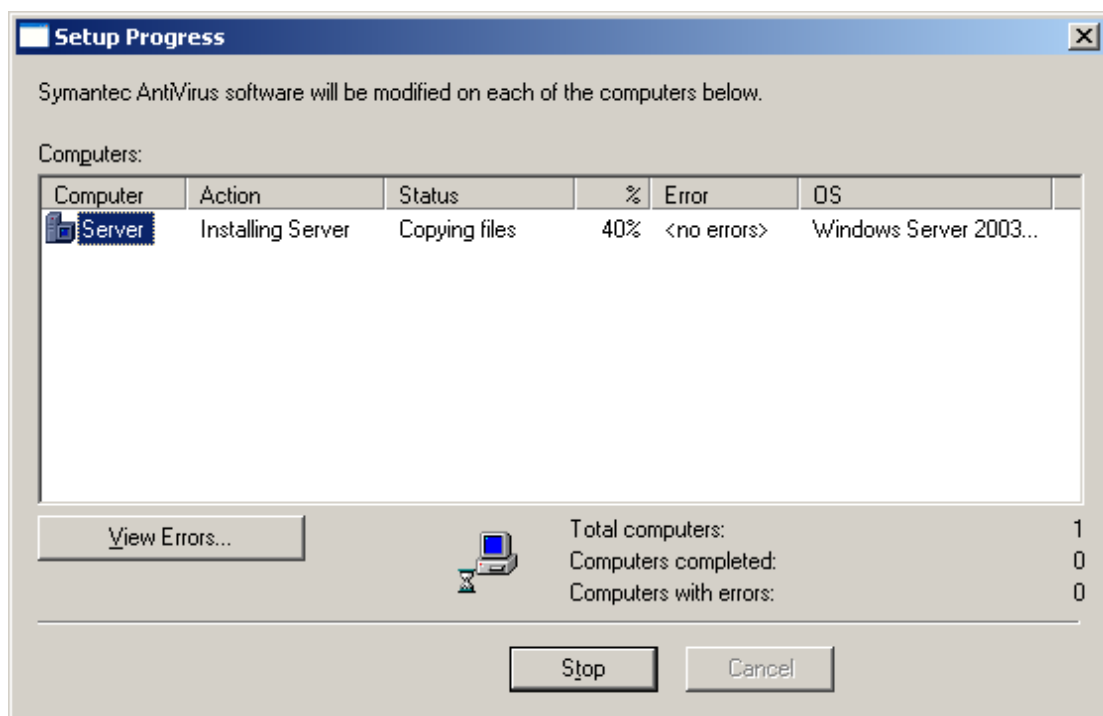 Setup Progress
Symantec AntiVirus software will be modified on each of the computers below.
Computers:
Computer Action Status % Error OS
Server Installing Server Copying files 40% <no errors> Windows Server 2003...
View Errors...
Total computers: 1
Computers completed: 0
Computers with errors: 0
Stop Cancel